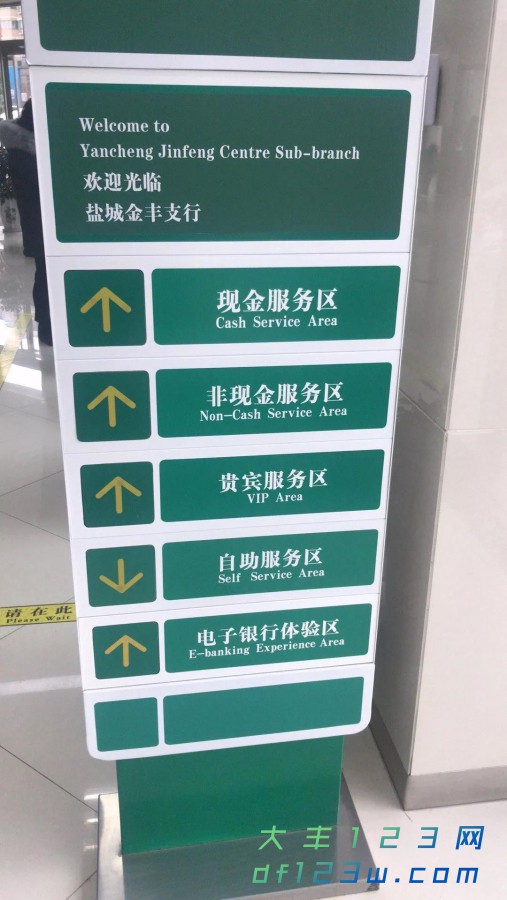 Welcome to
Yancheng Jinfeng Centre Sub-branch
欢迎光临
盐城金丰支行
现金服务区
Cash Service Area
非现金服务区
Non-Cash Service Area
贵宾服务区
VIP Area
自助服务区
Self Service Area
电子银行体验区
E-banking Experience Area
请在此
Please Wait
大丰123网
df123w.com